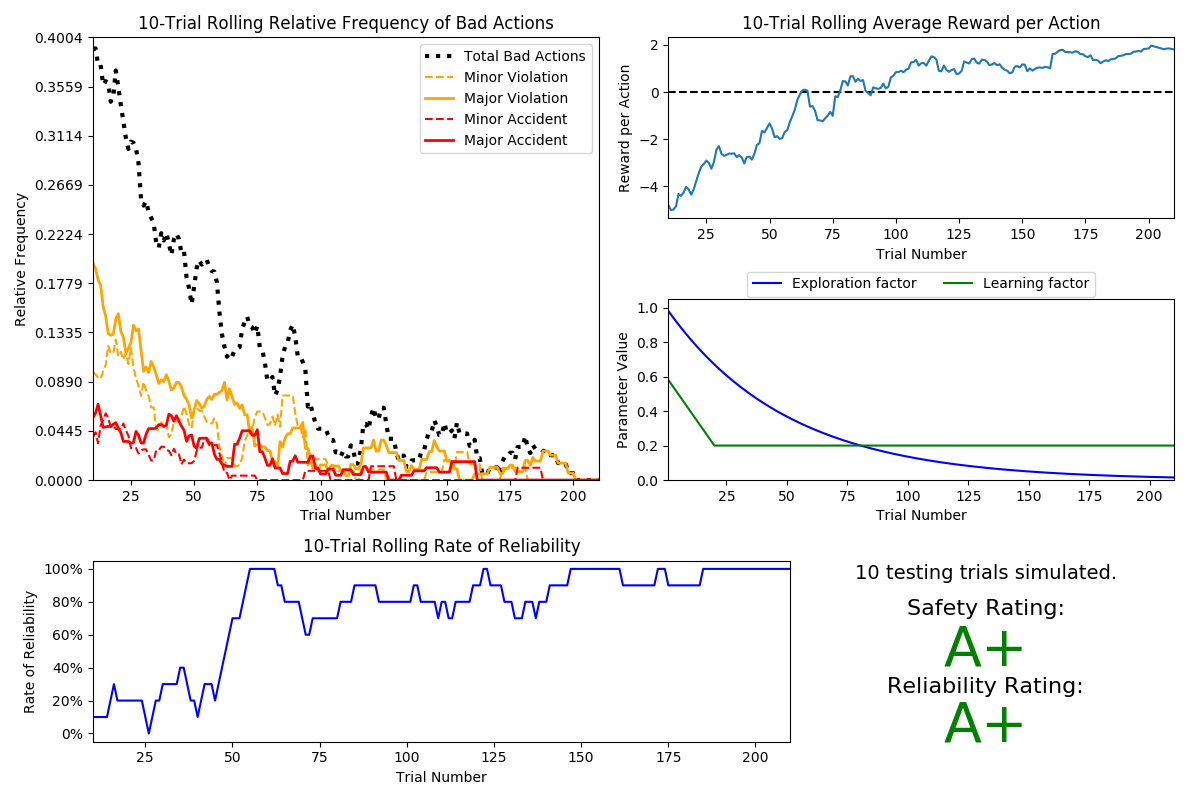 10-Trial Rolling Relative Frequency of Bad Actions
0.4004
0.3559
0.3114
0.2669
0.2224
0.1779
0.1335
0.0890
0.0445
0.0000
Relative Frequency
Total Bad Actions
Minor Violation
Major Violation
Minor Accident
Major Accident
25 50 75 100 125 150 175 200
Trial Number
10-Trial Rolling Average Reward per Action
2
0
−2
−4
Reward per Action
25 50 75 100 125 150 175 200
Trial Number
Exploration factor Learning factor
1.0
0.8
0.6
0.4
0.2
0.0
Parameter Value
25 50 75 100 125 150 175 200
Trial Number
10-Trial Rolling Rate of Reliability
100%
80%
60%
40%
20%
0%
Rate of Reliability
25 50 75 100 125 150 175 200
Trial Number
10 testing trials simulated.
Safety Rating:
A+
Reliability Rating:
A+